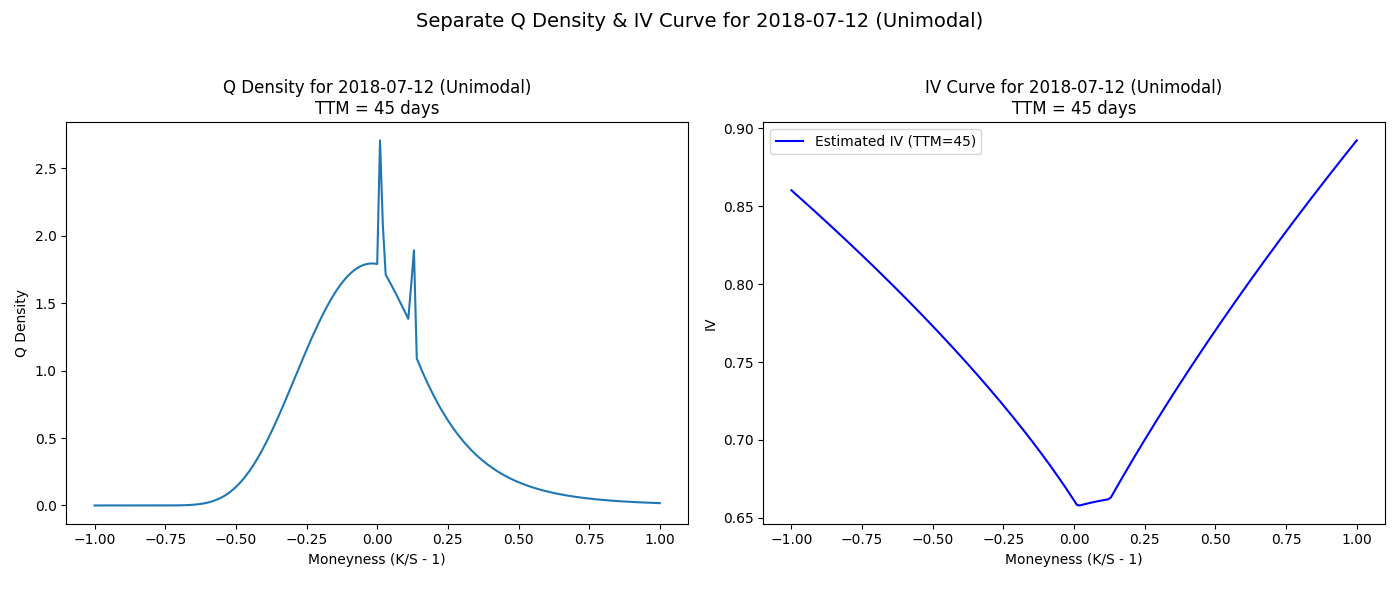 Separate Q Density & IV Curve for 2018-07-12 (Unimodal)
Q Density for 2018-07-12 (Unimodal)
TTM = 45 days
2.5
2.0
1.5
1.0
0.5
0.0
Q Density
−1.00 −0.75 −0.50 −0.25 0.00 0.25 0.50 0.75 1.00
Moneyness (K/S - 1)
IV Curve for 2018-07-12 (Unimodal)
TTM = 45 days
Estimated IV (TTM=45)
0.90
0.85
0.80
0.75
0.70
0.65
IV
−1.00 −0.75 −0.50 −0.25 0.00 0.25 0.50 0.75 1.00
Moneyness (K/S - 1)